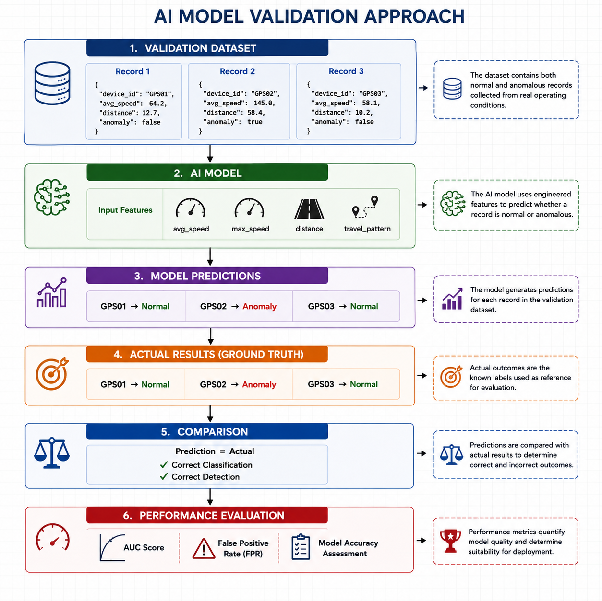 AI MODEL VALIDATION APPROACH
1. VALIDATION DATASET
Record 1
{
"device_id": "GPS01",
"avg_speed": 64.2,
"distance": 12.7,
"anomaly": false
}
Record 2
{
"device_id": "GPS02",
"avg_speed": 145.0,
"distance": 58.4,
"anomaly": true
}
Record 3
{
"device_id": "GPS03",
"avg_speed": 58.1,
"distance": 10.2,
"anomaly": false
}
The dataset contains both
normal and anomalous records
collected from real operating
conditions.
2. AI MODEL
Input Features
avg_speed
max_speed
distance
travel_pattern
The AI model uses engineered
features to predict whether a
record is normal or anomalous.
3. MODEL PREDICTIONS
GPS01 → Normal
GPS02 → Anomaly
GPS03 → Normal
The model generates predictions
for each record in the validation
dataset.
4. ACTUAL RESULTS (GROUND TRUTH)
GPS01 → Normal
GPS02 → Anomaly
GPS03 → Normal
Actual outcomes are the
known labels used as reference
for evaluation.
5. COMPARISON
Prediction = Actual
✓ Correct Classification
✓ Correct Detection
Predictions are compared with
actual results to determine
correct and incorrect outcomes.
6. PERFORMANCE EVALUATION
AUC Score
False Positive
Rate (FPR)
Model Accuracy
Assessment
Performance metrics quantify
model quality and determine
suitability for deployment.